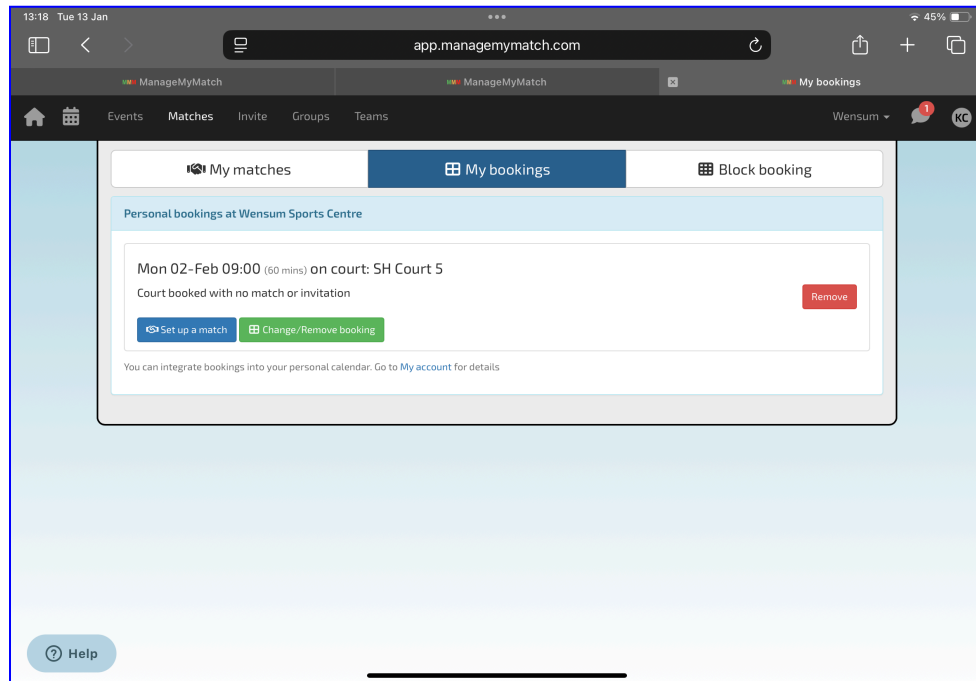 13:18 Tue 13 Jan
45%
app.managemymatch.com
ManageMyMatch
ManageMyMatch
My bookings
Events Matches Invite Groups Teams
Wensum
1
KC
My matches
My bookings
Block booking
Personal bookings at Wensum Sports Centre
Mon 02-Feb 09:00 (60 mins) on court: SH Court 5
Court booked with no match or invitation
Remove
Set up a match
Change/Remove booking
You can integrate bookings into your personal calendar. Go to My account for details
Help